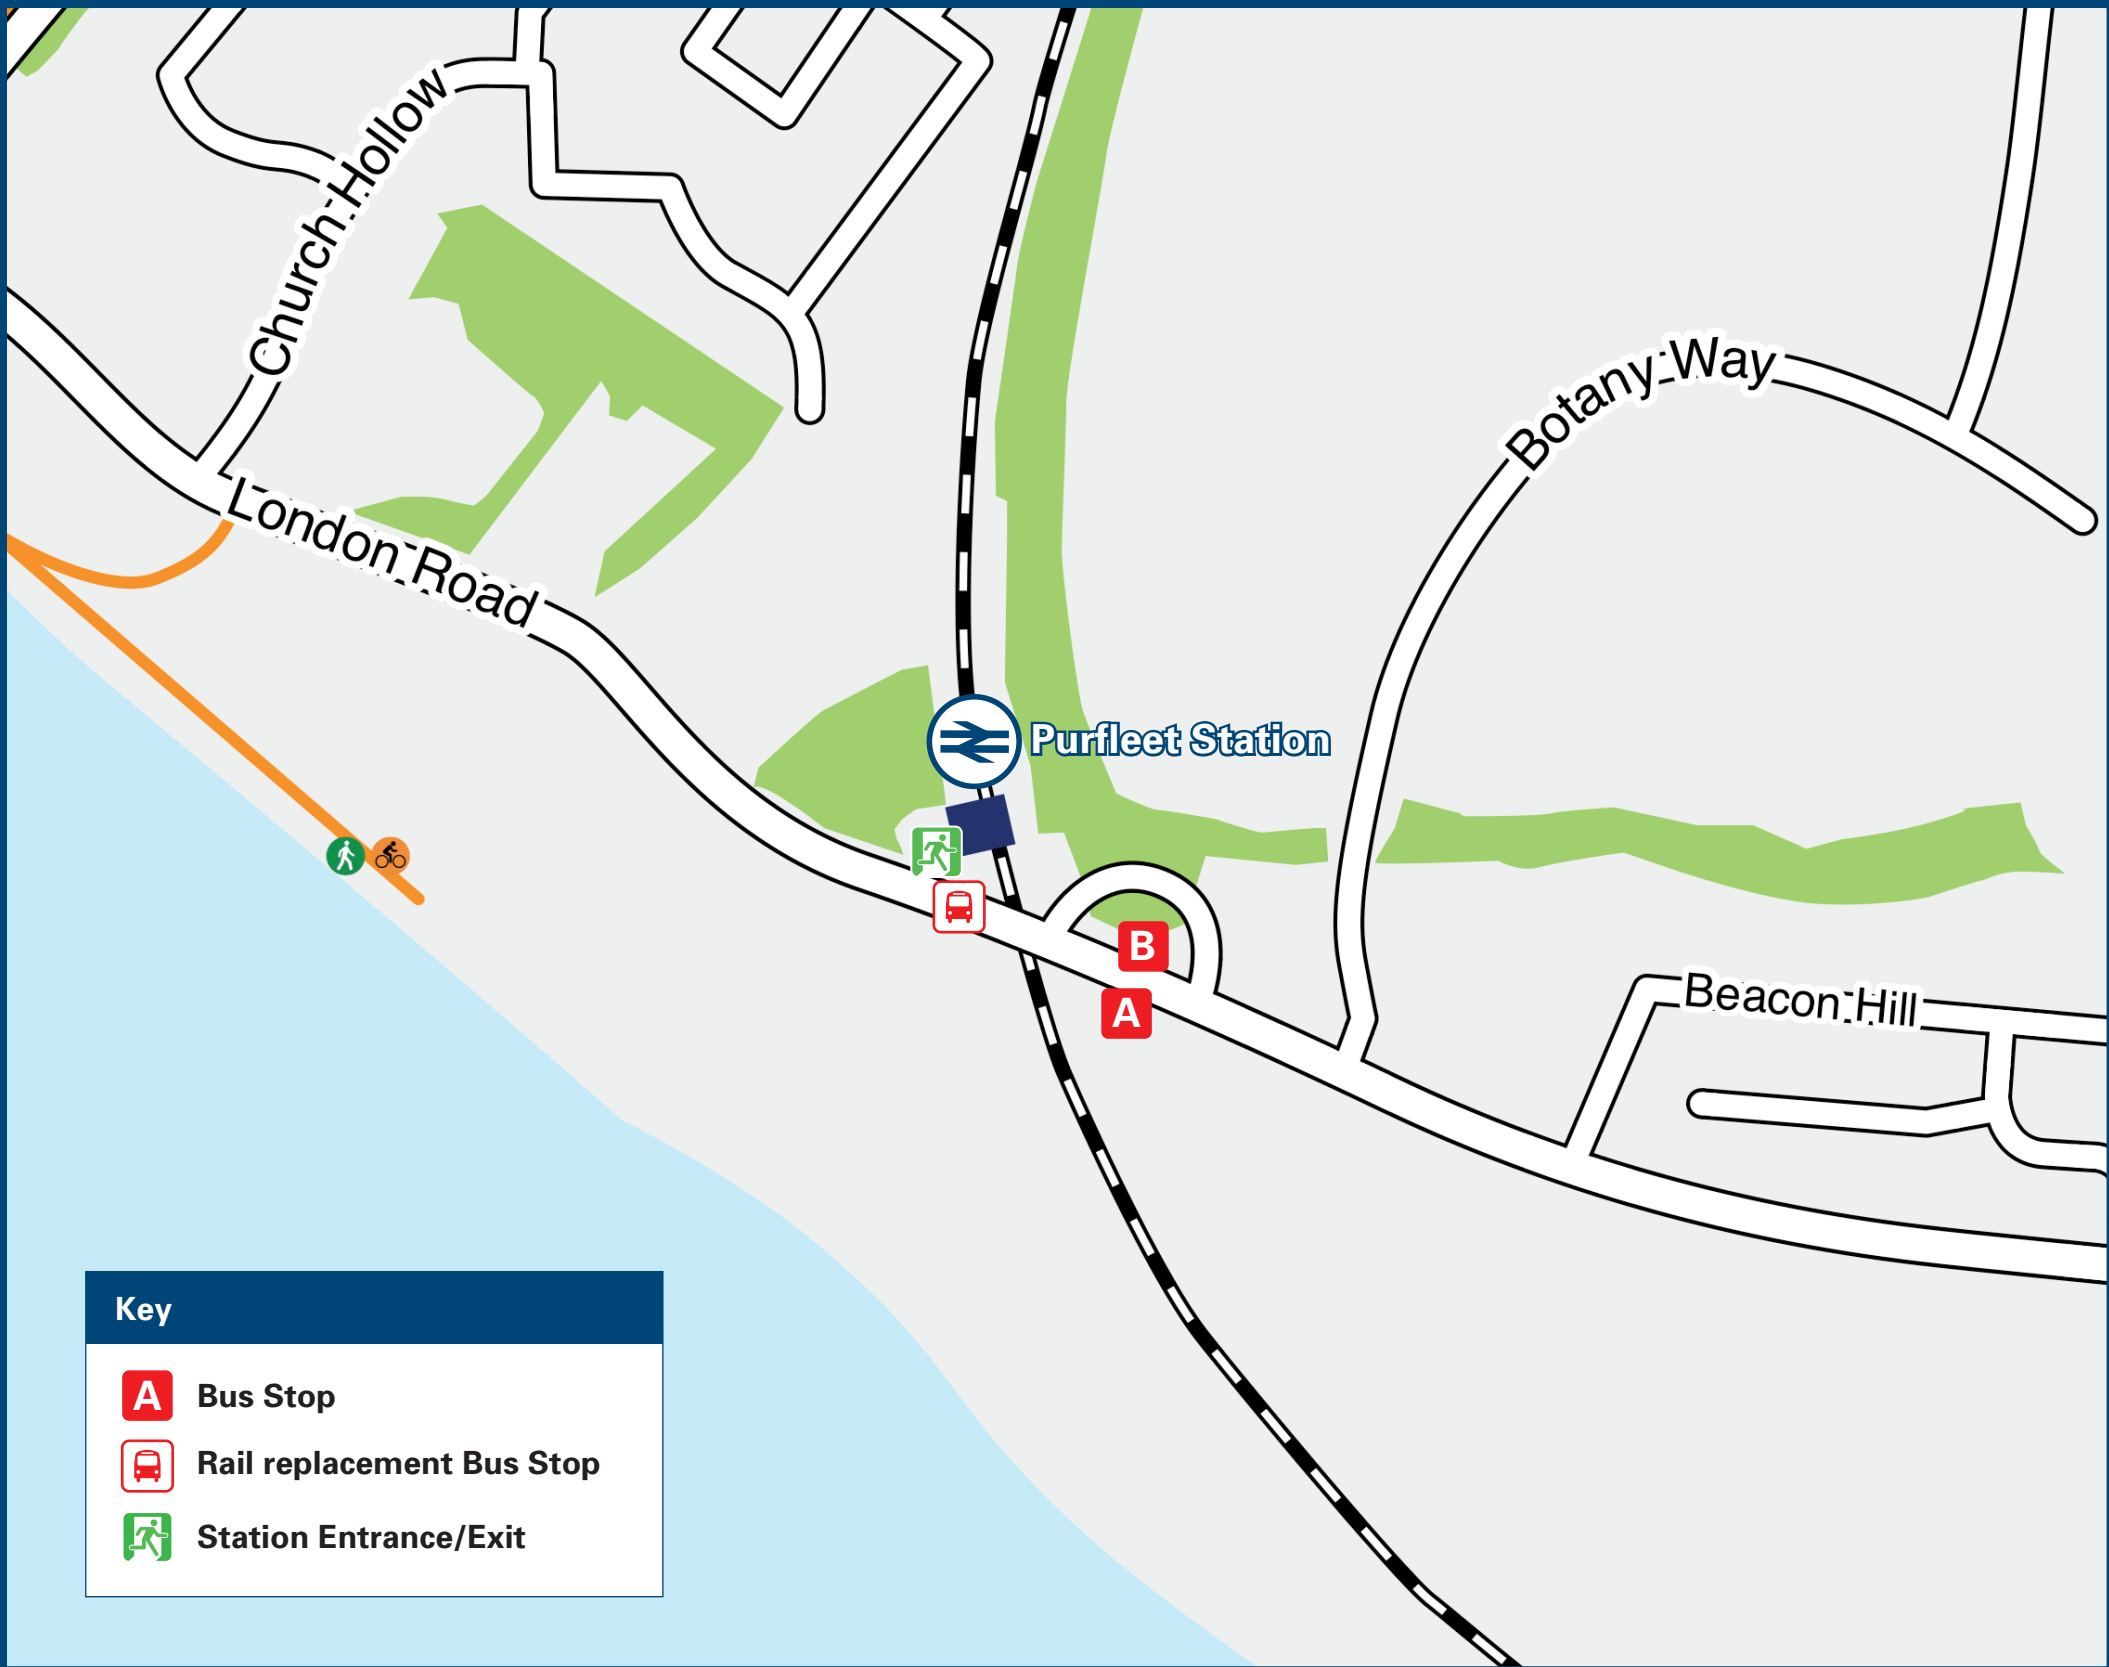 Church Hollow
Botany Way
London Road
Purfleet Station
B
A
Beacon Hill
Key
A Bus Stop
Rail replacement Bus Stop
Station Entrance/Exit